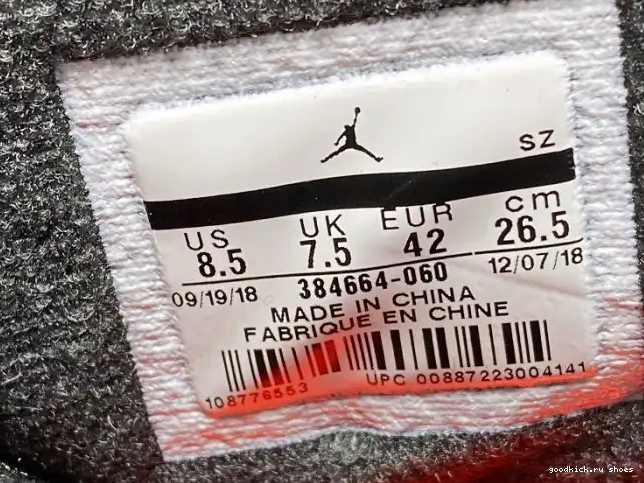 SZ
US UK EUR cm
8.5 7.5 42 26.5
09/19/18 384664-060 12/07/18
MADE IN CHINA
FABRIQUE EN CHINE
108776553 UPC 00887223004141
goodkick.ru shoes